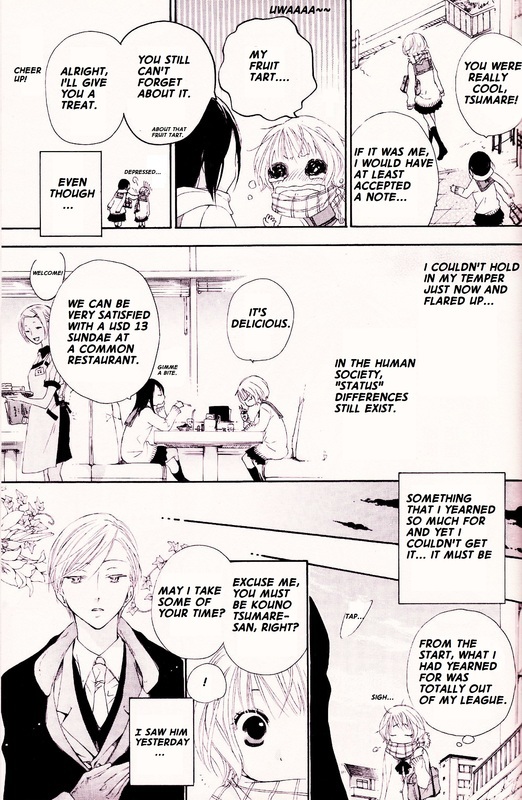 YOU WERE
REALLY
COOL,
TSUMARE!
IF IT WAS ME,
I WOULD HAVE
AT LEAST
ACCEPTED
A NOTE...
UWAAAA~~
MY
FRUIT
TART....
YOU STILL
CAN'T
FORGET
ABOUT IT.
ABOUT THAT
FRUIT TART.
ALRIGHT,
I'LL GIVE
YOU A
TREAT.
CHEER
UP!
DEPRESSED...
EVEN
THOUGH
...
I COULDN'T HOLD
IN MY TEMPER
JUST NOW AND
FLARED UP...
IN THE HUMAN
SOCIETY,
"STATUS"
DIFFERENCES
STILL EXIST.
IT'S
DELICIOUS.
WE CAN BE
VERY SATISFIED
WITH A USD 13
SUNDAE AT
A COMMON
RESTAURANT.
GIMME
A BITE.
WELCOME!
SOMETHING
THAT I YEARNED
SO MUCH FOR
AND YET I
COULDN'T GET
IT... IT MUST BE
FROM THE
START, WHAT I
HAD YEARNED
FOR WAS
TOTALLY OUT
OF MY LEAGUE.
SIGH...
TAP...
EXCUSE ME,
YOU MUST
BE KOUNO
TSUMARE-
SAN, RIGHT?
MAY I TAKE
SOME OF
YOUR TIME?
!
I SAW HIM
YESTERDAY
...